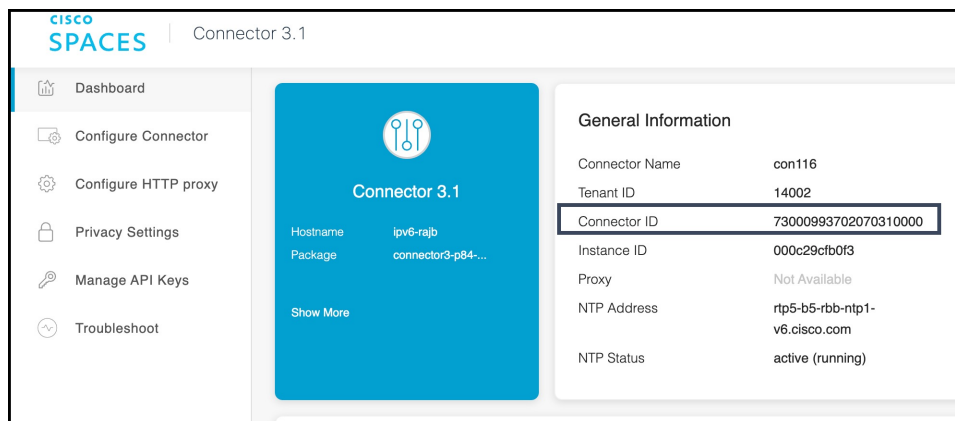 CISCO
SPACES
Connector 3.1
Dashboard
Configure Connector
Configure HTTP proxy
Privacy Settings
Manage API Keys
Troubleshoot
Connector 3.1
Hostname ipv6-rajb
Package connector3-p84-...
Show More
General Information
Connector Name con116
Tenant ID 14002
Connector ID 73000993702070310000
Instance ID 000c29cfb0f3
Proxy Not Available
NTP Address rtp5-b5-rbb-ntp1-
v6.cisco.com
NTP Status active (running)